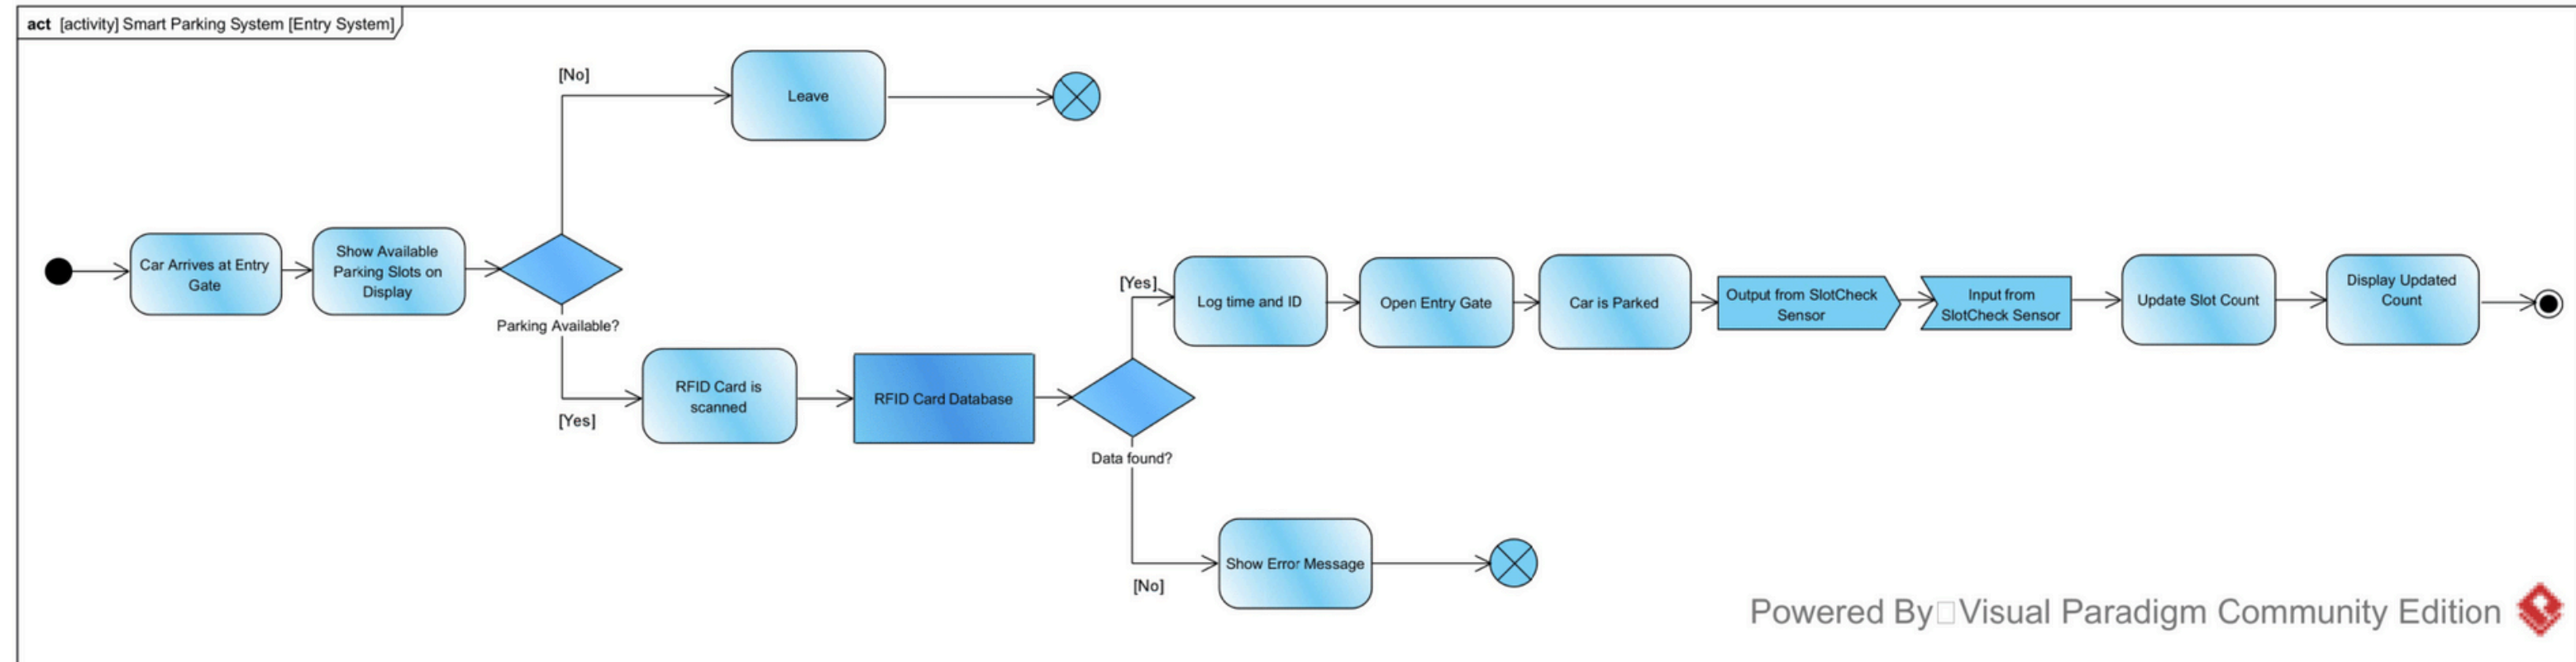 act [activity] Smart Parking System [Entry System]
[No]
Leave
Car Arrives at Entry
Gate
Show Available
Parking Slots on
Display
Parking Available?
[Yes]
RFID Card is
scanned
RFID Card Database
[Yes]
Log time and ID
Open Entry Gate
Car is Parked
Output from SlotCheck
Sensor
Input from
SlotCheck Sensor
Update Slot Count
Display Updated
Count
Data found?
[No]
Show Error Message
Powered By Visual Paradigm Community Edition